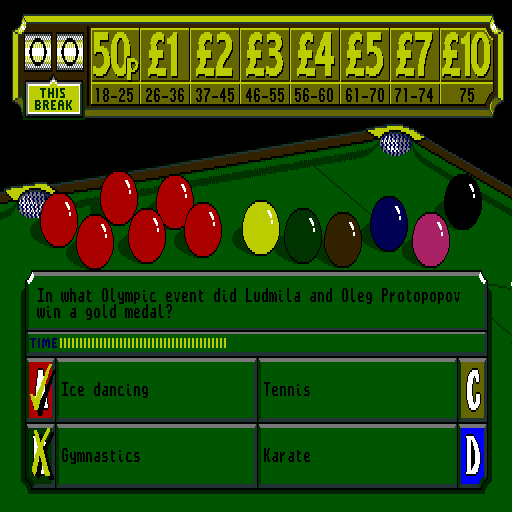 00 50p £1 £2 £3 £4 £5 £7 £10
THIS BREAK 18-25 26-36 37-45 46-55 56-60 61-70 71-74 75
In what Olympic event did Ludmila and Oleg Protopopov
win a gold medal?
TIME
Ice dancing Tennis C
Gymnastics Karate D